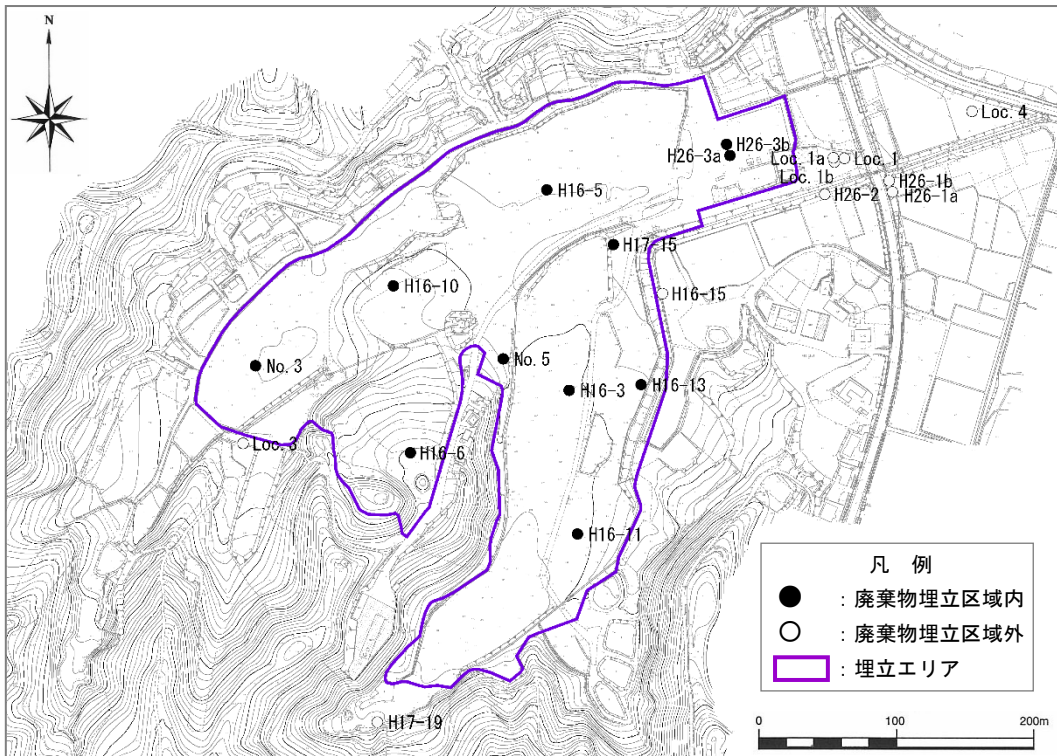 N
Loc. 4
H26-3b
H26-3a
Loc. 1a
Loc. 1
Loc. 1b
H26-1b
H26-2
H26-1a
H16-5
H17-15
H16-10
H16-15
No. 3
No. 5
H16-3
H16-13
Loc. 3
H16-6
H16-11
H17-19
凡 例
● : 廃棄物埋立区域内
○ : 廃棄物埋立区域外
: 埋立エリア
0 100 200m